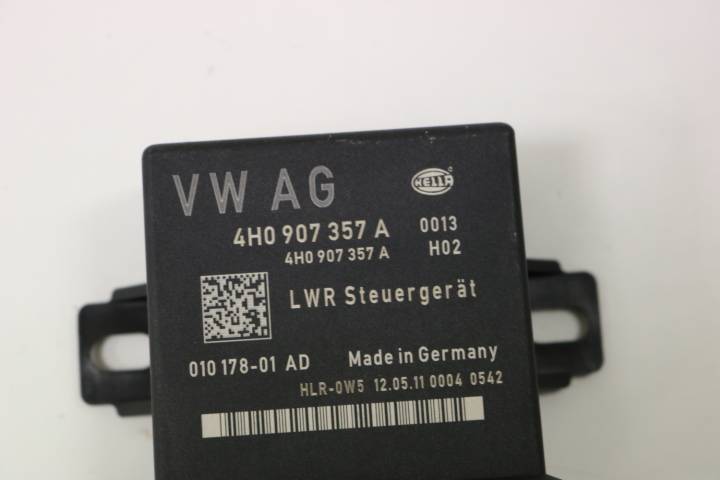 VW AG
HELLA
4H0 907 357 A 0013
4H0 907 357 A H02
LWR Steuergerät
010 178-01 AD Made in Germany
HLR-0W5 12.05.11 0004 0542